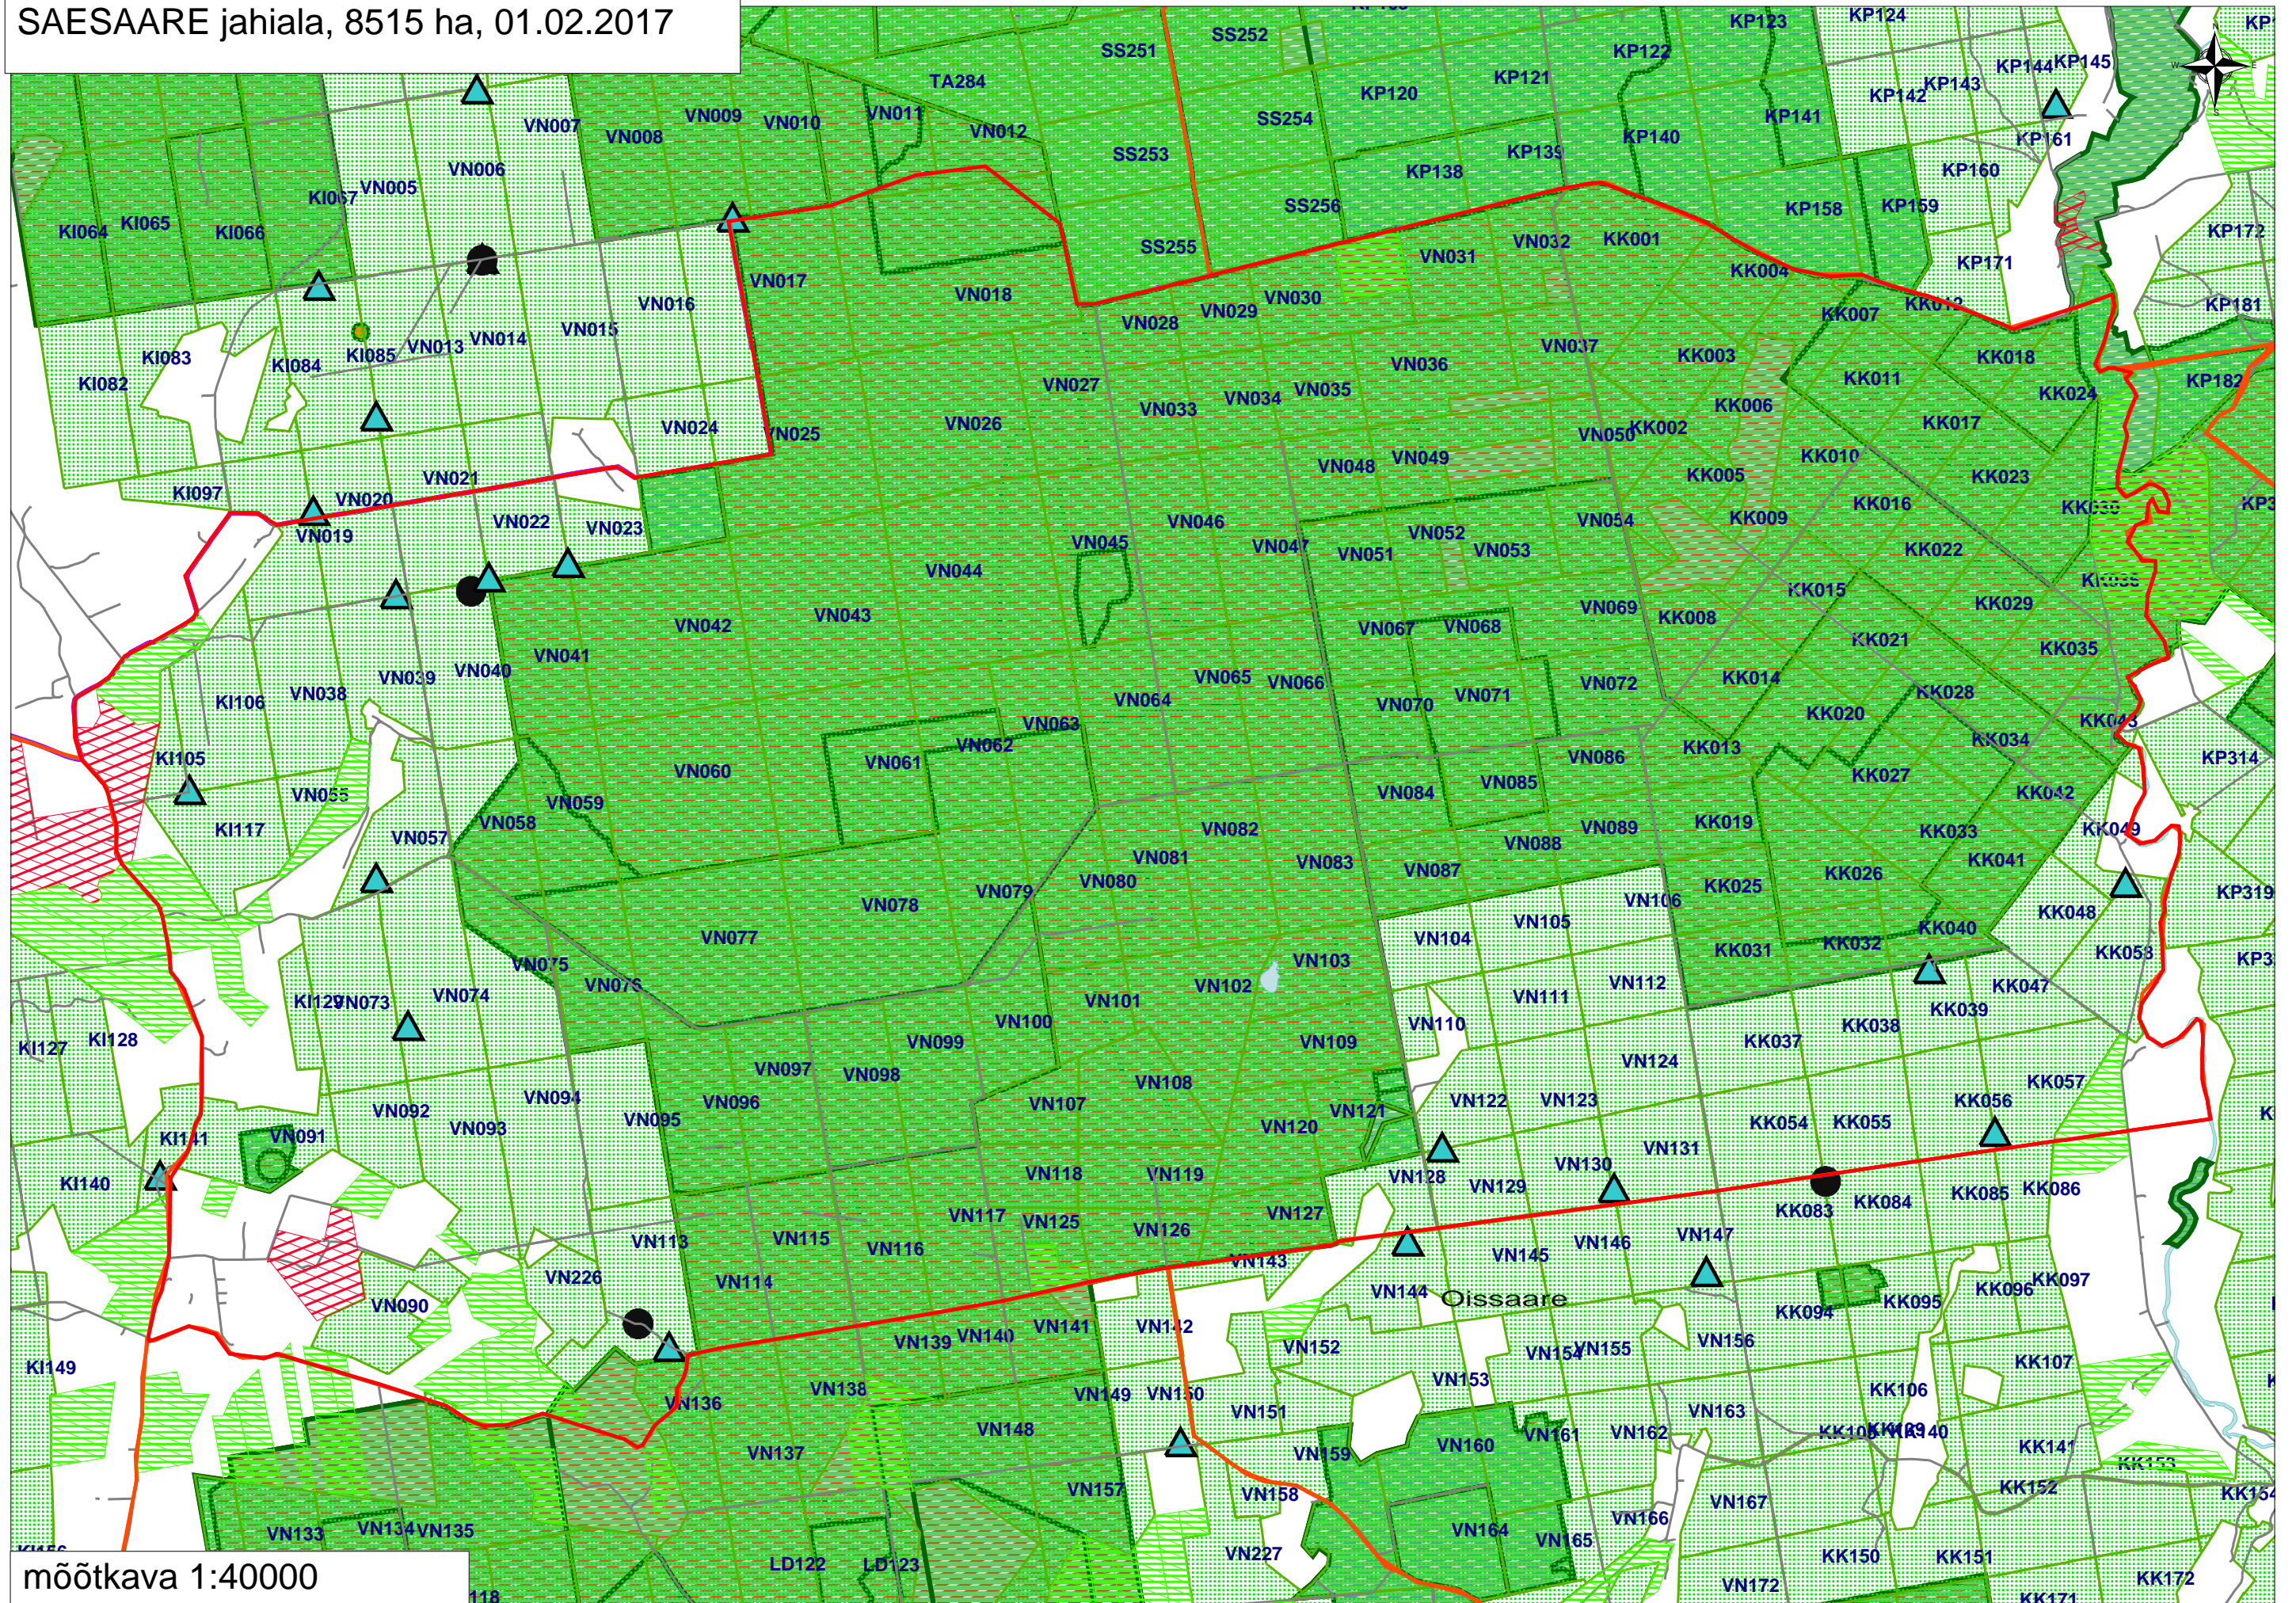 SAESAARE jahiala, 8515 ha, 01.02.2017
SS251 SS252 KP122 KP123 KP124
TA284 KP120 KP121 KP142 KP143 KP144 KP145
VN007 VN008 VN009 VN010 VN011 VN012 SS253 SS254 KP138 KP139 KP140 KP141 KP161
VN006 VN005 KI067 KP160
KI064 KI065 KI066 SS255 SS256 KP158 KP159 KP171 KP172
VN016 VN017 VN018 VN028 VN029 VN030 VN031 VN032 KK001 KK004 KK007 KK012 KP181
KI082 KI083 KI084 KI085 VN013 VN014 VN015 VN027 VN036 VN037 KK003 KK011 KK018 KP182
VN024 VN025 VN026 VN033 VN034 VN035 KK006 KK017 KK024
KI097 VN020 VN021 VN048 VN049 VN050 KK002 KK005 KK010 KK023
VN019 VN022 VN023 VN046 VN047 VN045 VN051 VN052 VN053 VN054 KK009 KK016 KK022 KK030
VN044 VN043 VN042 VN041 VN067 VN068 VN069 KK008 KK015 KK029 KK036
KI106 VN038 VN039 VN040 VN064 VN065 VN066 VN070 VN071 VN072 KK014 KK021 KK028 KK035
KI105 VN060 VN061 VN062 VN063 VN084 VN085 VN086 KK013 KK020 KK027 KK034 KK043 KP314
KI117 VN055 VN057 VN058 VN059 VN081 VN082 VN083 VN087 VN088 VN089 KK019 KK033 KK042 KK049
VN077 VN078 VN079 VN080 VN104 VN105 VN106 KK025 KK026 KK041 KK048 KP319
VN075 VN076 VN101 VN102 VN103 VN111 VN112 KK031 KK032 KK040 KK047 KK053
KI127 KI128 KI129 VN073 VN074 VN099 VN100 VN109 VN110 VN124 KK037 KK038 KK039
VN092 VN094 VN096 VN097 VN098 VN107 VN108 VN122 VN123 KK056 KK057
KI141 VN091 VN093 VN095 VN120 VN121 VN131 KK054 KK055
KI140 VN118 VN119 VN128 VN129 VN130 KK083 KK084 KK085 KK086
VN113 VN115 VN116 VN117 VN125 VN126 VN127 VN143 VN145 VN146 VN147
VN226 VN114 VN144 Oissaare KK094 KK095 KK096 KK097
VN090 VN139 VN140 VN141 VN142 VN152 VN154 VN155 VN156
KI149 VN136 VN138 VN149 VN150 VN151 VN153 KK106 KK107
VN137 VN148 VN159 VN160 VN161 VN162 VN163 KK140 KK141
VN157 VN158 VN167 KK152 KK153
VN133 VN134 VN135 VN164 VN165 VN166
LD122 LD123 VN227 VN172 KK150 KK151 KK172
KK171
mõõtkava 1:40000